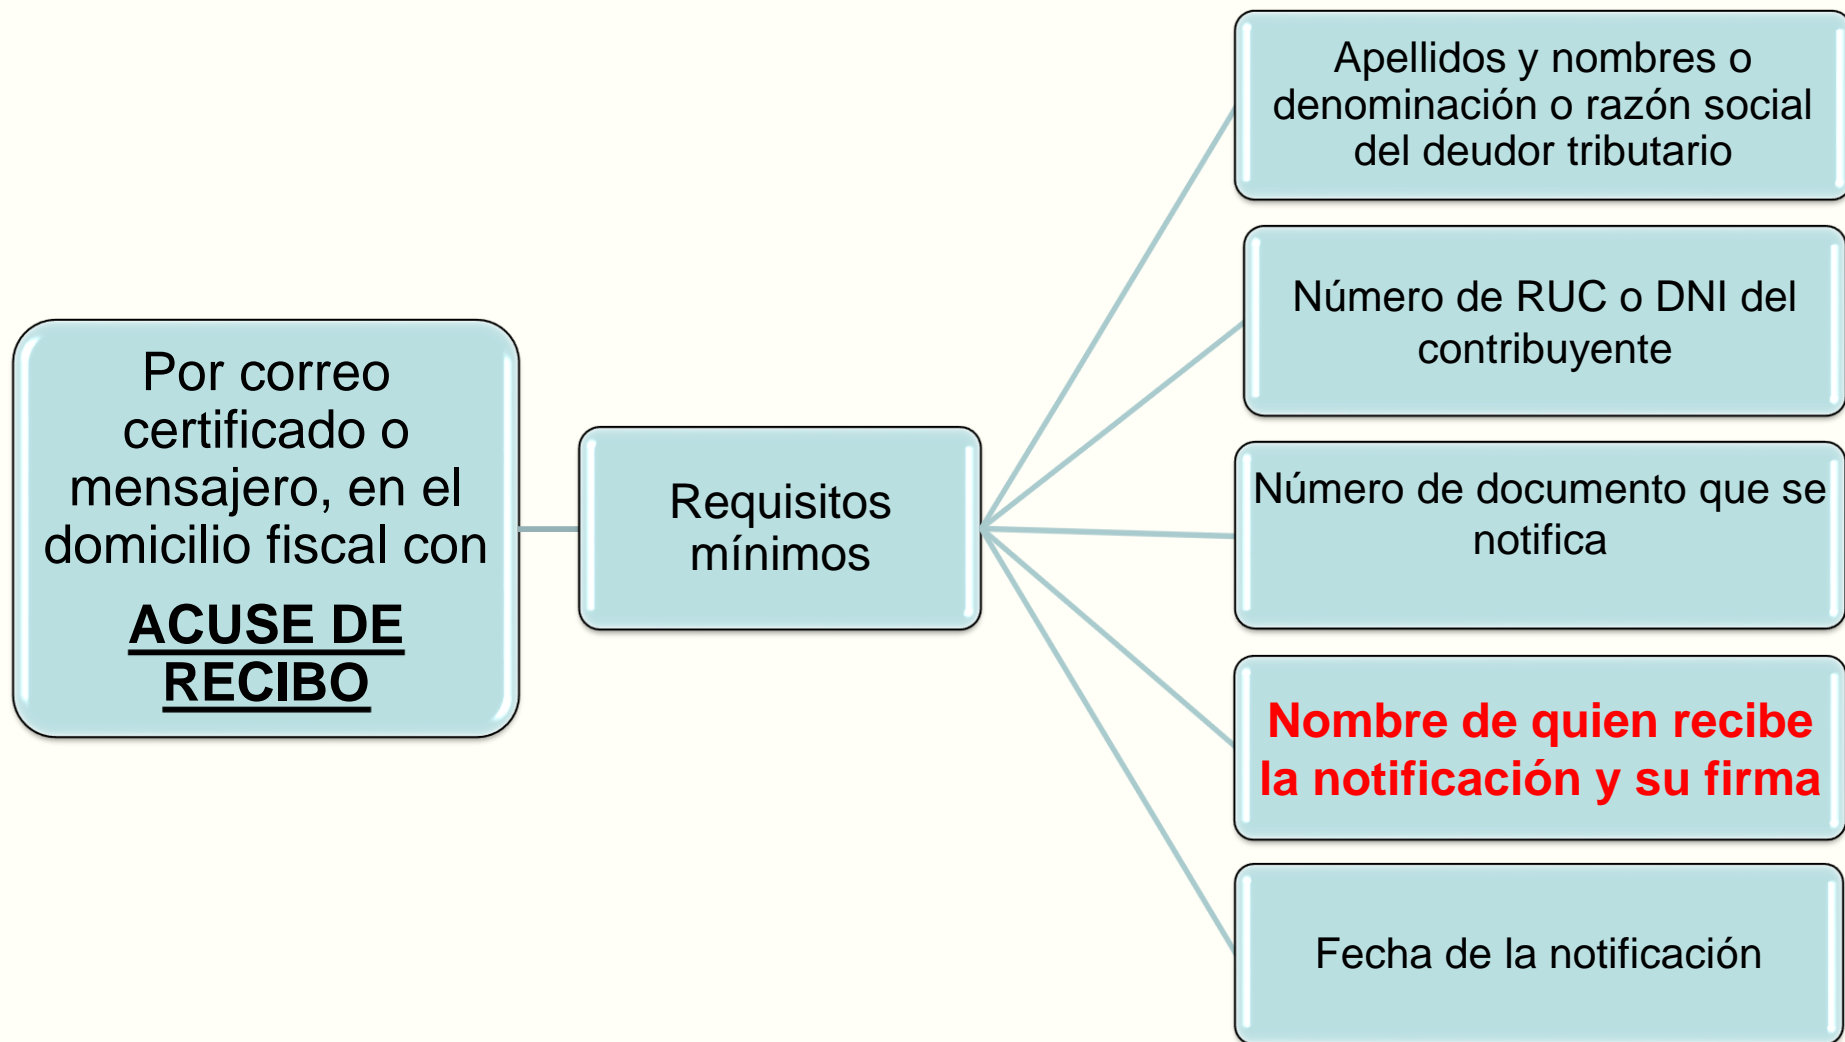 Por correo
certificado o
mensajero, en el
domicilio fiscal con
ACUSE DE
RECIBO
Requisitos
mínimos
Apellidos y nombres o
denominación o razón social
del deudor tributario
Número de RUC o DNI del
contribuyente
Número de documento que se
notifica
Nombre de quien recibe
la notificación y su firma
Fecha de la notificación